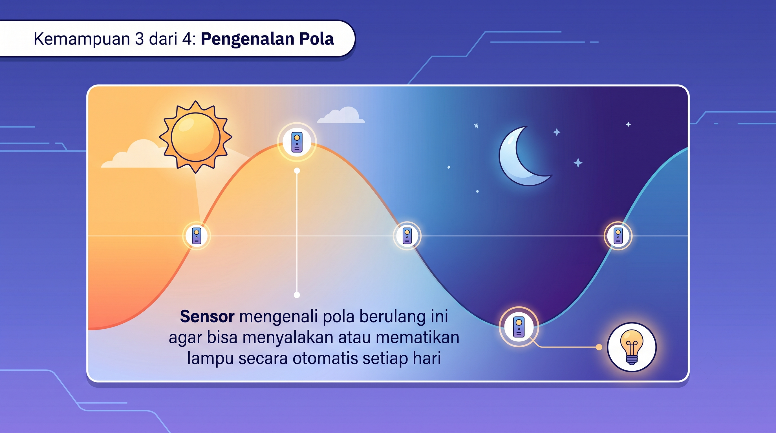 Kemampuan 3 dari 4: Pengenalan Pola
Sensor mengenali pola berulang ini
agar bisa menyalakan atau mematikan
lampu secara otomatis setiap hari